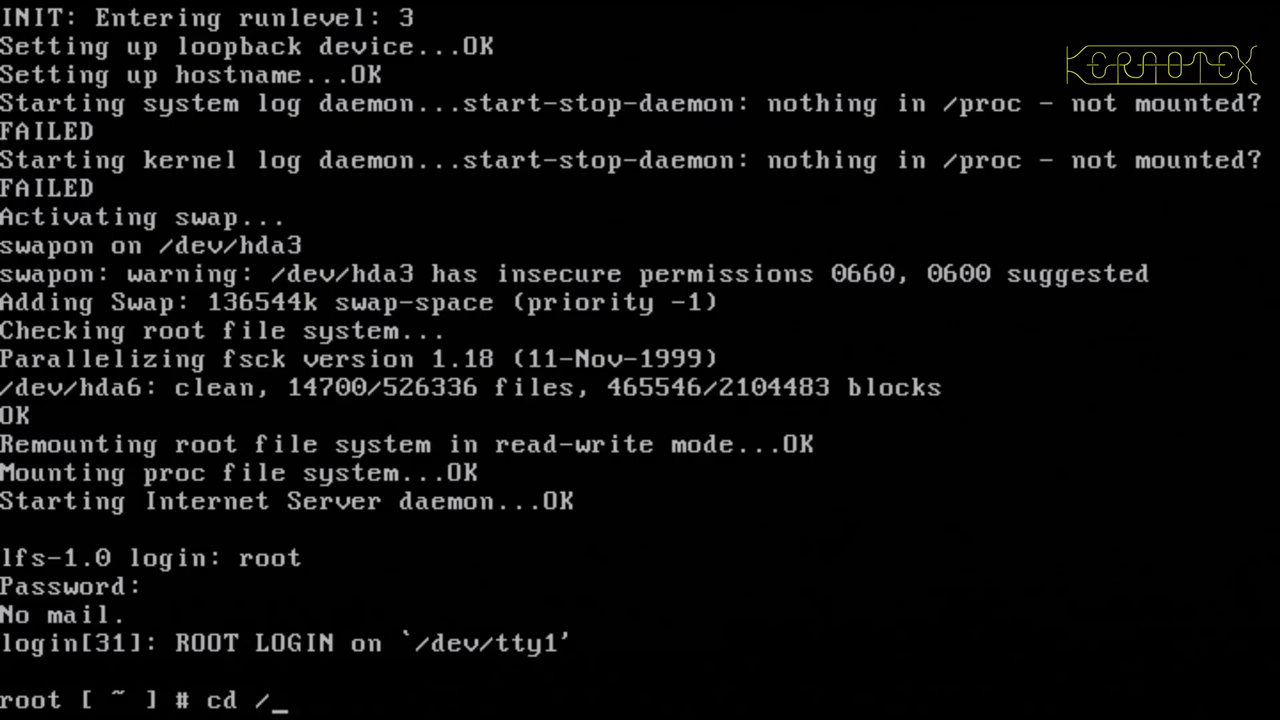 INIT: Entering runlevel: 3
Setting up loopback device...OK
Setting up hostname...OK
KERNOTEX
Starting system log daemon...start-stop-daemon: nothing in /proc - not mounted?
FAILED
Starting kernel log daemon...start-stop-daemon: nothing in /proc - not mounted?
FAILED
Activating swap...
swapon on /dev/hda3
swapon: warning: /dev/hda3 has insecure permissions 0660, 0600 suggested
Adding Swap: 136544k swap-space (priority -1)
Checking root file system...
Parallelizing fsck version 1.18 (11-Nov-1999)
/dev/hda6: clean, 14700/526336 files, 465546/2104483 blocks
OK
Remounting root file system in read-write mode...OK
Mounting proc file system...OK
Starting Internet Server daemon...OK
lfs-1.0 login: root
Password:
No mail.
login[31]: ROOT LOGIN on `/dev/tty1'
root [ ~ ] # cd /_